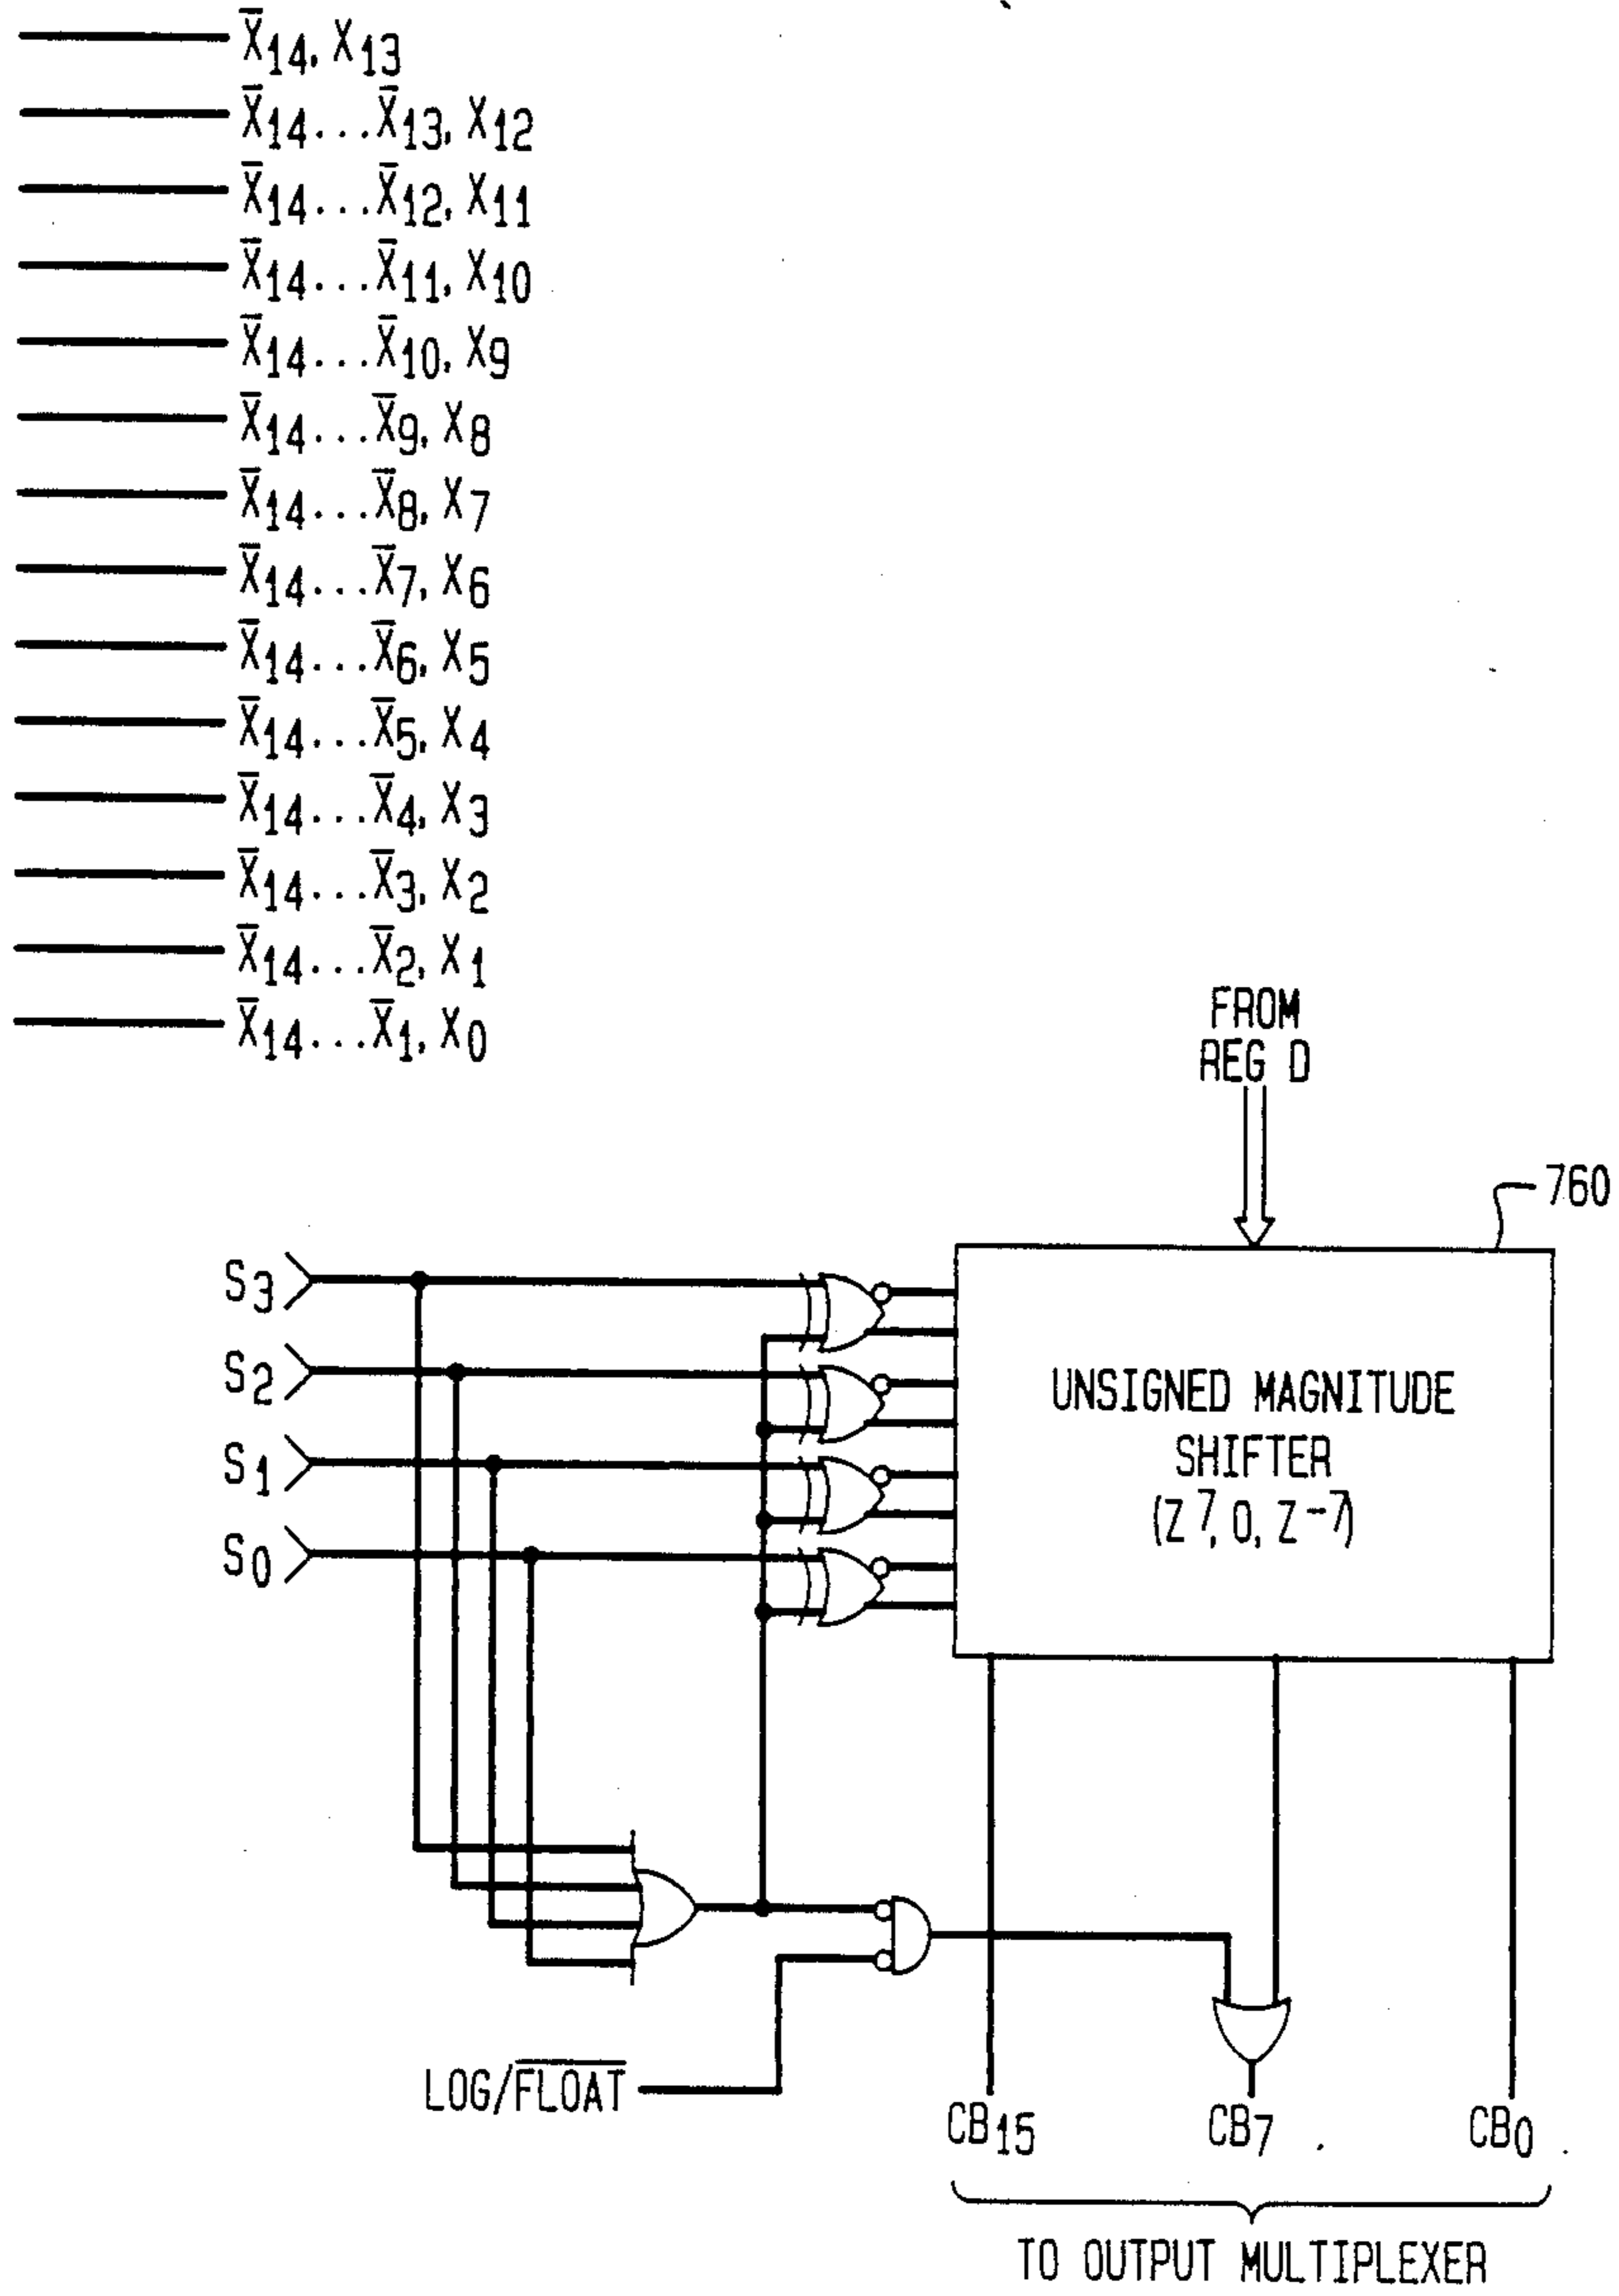 X̅14, X13
X̅14...X̅13, X12
X̅14...X̅12, X11
X̅14...X̅11, X10
X̅14...X̅10, X9
X̅14...X̅9, X8
X̅14...X̅8, X7
X̅14...X̅7, X6
X̅14...X̅6, X5
X̅14...X̅5, X4
X̅14...X̅4, X3
X̅14...X̅3, X2
X̅14...X̅2, X1
X̅14...X̅1, X0
FROM
REG D
760
S3
S2
S1
S0
UNSIGNED MAGNITUDE
SHIFTER
(Z⁷, 0, Z⁻⁷)
LOG/F̅L̅O̅A̅T̅
CB15
CB7
CB0
TO OUTPUT MULTIPLEXER